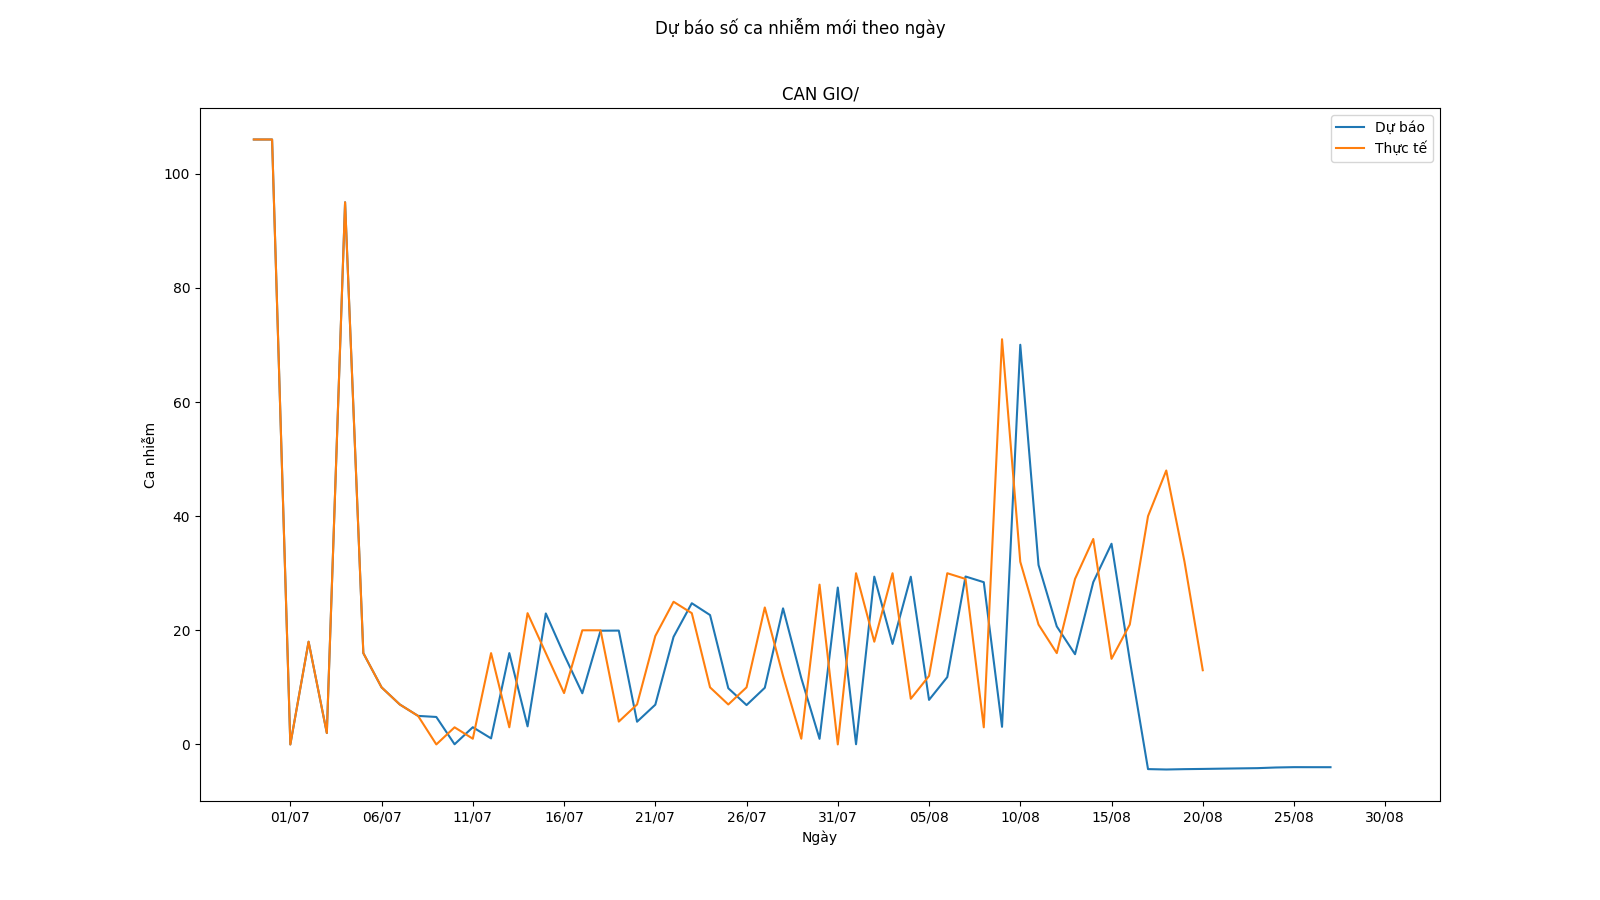 Dự báo số ca nhiễm mới theo ngày
CAN GIO/
Dự báo
Thực tế
100
80
60
40
20
0
Ca nhiễm
01/07 06/07 11/07 16/07 21/07 26/07 31/07 05/08 10/08 15/08 20/08 25/08 30/08
Ngày